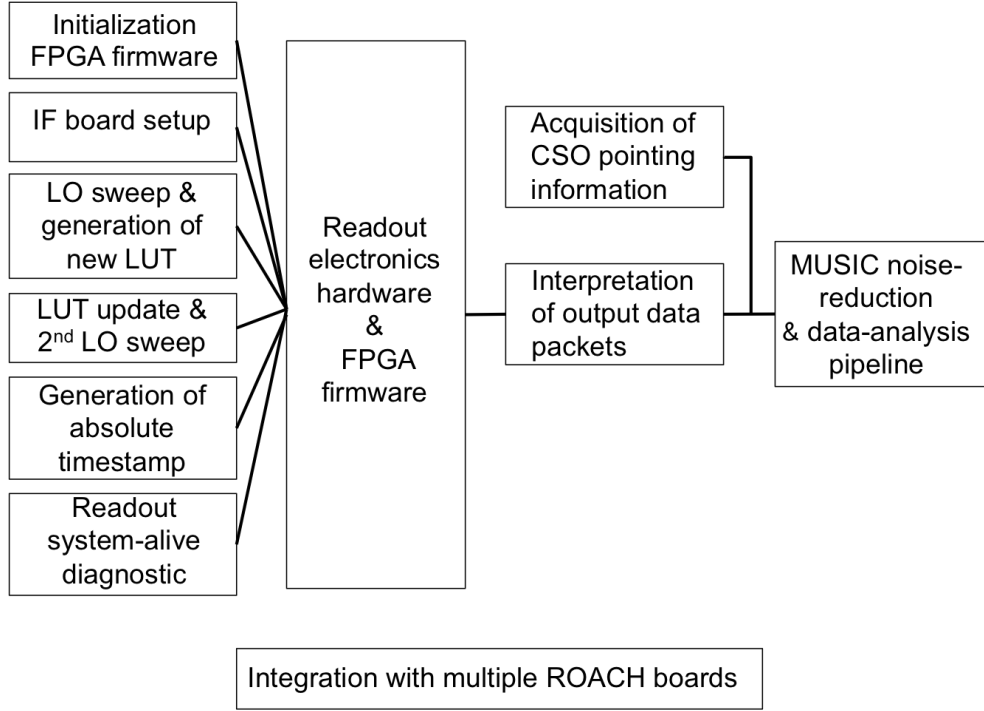 Initialization
FPGA firmware
IF board setup
LO sweep &
generation of
new LUT
LUT update &
2nd LO sweep
Generation of
absolute
timestamp
Readout
system-alive
diagnostic
Readout
electronics
hardware
&
FPGA
firmware
Acquisition of
CSO pointing
information
Interpretation
of output data
packets
MUSIC noise-
reduction
& data-analysis
pipeline
Integration with multiple ROACH boards